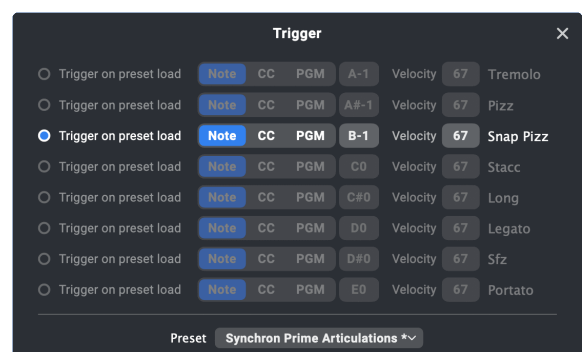 Trigger
Trigger on preset load Note CC PGM A-1 Velocity 67 Tremolo
Trigger on preset load Note CC PGM A#-1 Velocity 67 Pizz
Trigger on preset load Note CC PGM B-1 Velocity 67 Snap Pizz
Trigger on preset load Note CC PGM C0 Velocity 67 Stacc
Trigger on preset load Note CC PGM C#0 Velocity 67 Long
Trigger on preset load Note CC PGM D0 Velocity 67 Legato
Trigger on preset load Note CC PGM D#0 Velocity 67 Sfz
Trigger on preset load Note CC PGM E0 Velocity 67 Portato
Preset Synchron Prime Articulations *